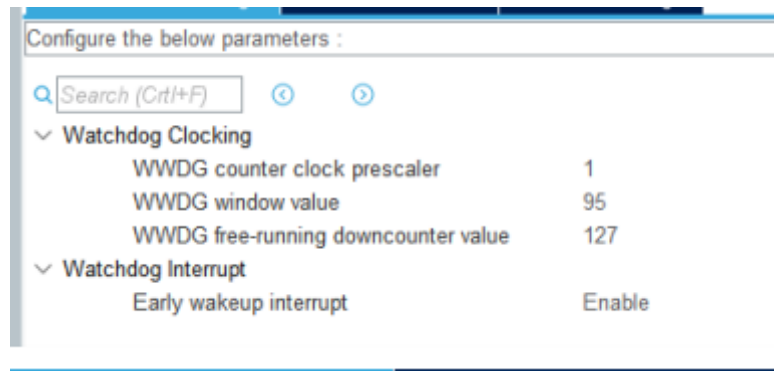 Configure the below parameters :
Search (Crtl+F)
Watchdog Clocking
WWDG counter clock prescaler 1
WWDG window value 95
WWDG free-running downcounter value 127
Watchdog Interrupt
Early wakeup interrupt Enable